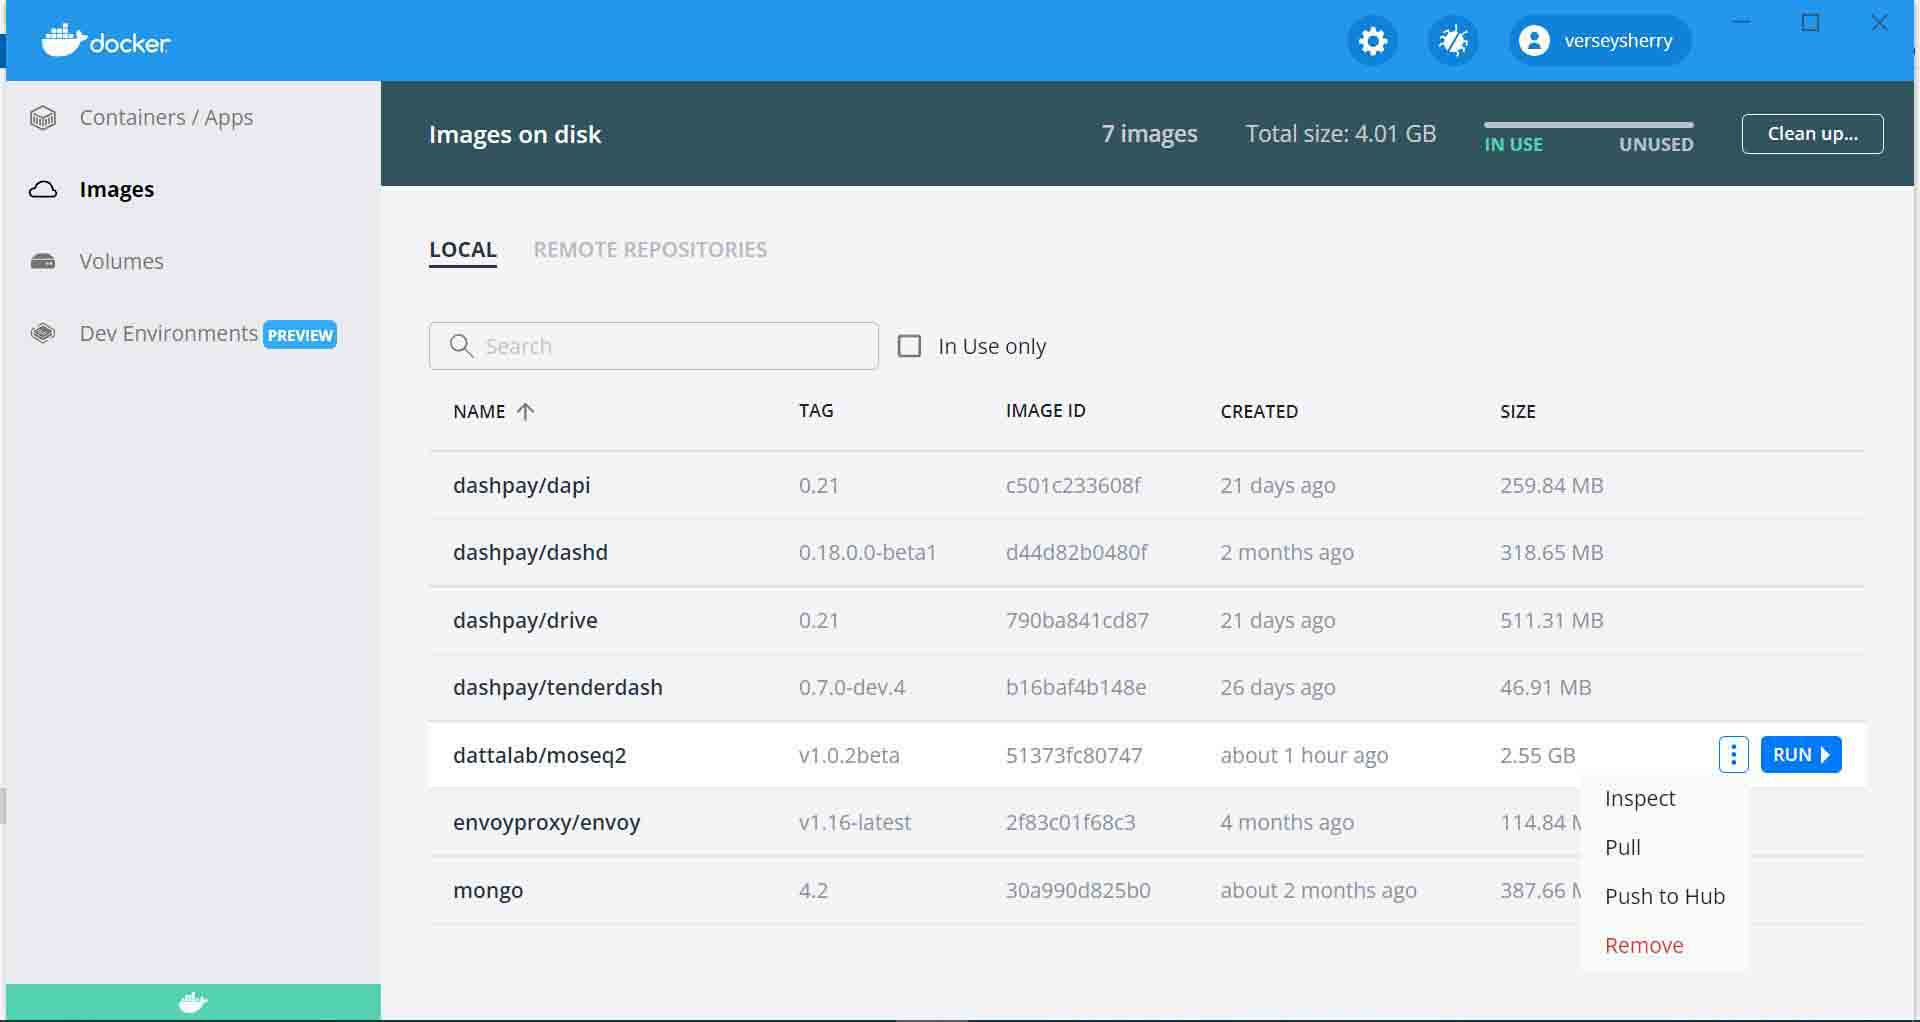 docker
verseysherry
Containers / Apps
Images
Volumes
Dev Environments PREVIEW
Images on disk
7 images
Total size: 4.01 GB
IN USE
UNUSED
Clean up...
LOCAL
REMOTE REPOSITORIES
Search
In Use only
NAME TAG IMAGE ID CREATED SIZE
dashpay/dapi 0.21 c501c233608f 21 days ago 259.84 MB
dashpay/dashd 0.18.0.0-beta1 d44d82b0480f 2 months ago 318.65 MB
dashpay/drive 0.21 790ba841cd87 21 days ago 511.31 MB
dashpay/tenderdash 0.7.0-dev.4 b16baf4b148e 26 days ago 46.91 MB
dattalab/moseq2 v1.0.2beta 51373fc80747 about 1 hour ago 2.55 GB RUN
envoyproxy/envoy v1.16-latest 2f83c01f68c3 4 months ago 114.84
mongo 4.2 30a990d825b0 about 2 months ago 387.66
Inspect
Pull
Push to Hub
Remove